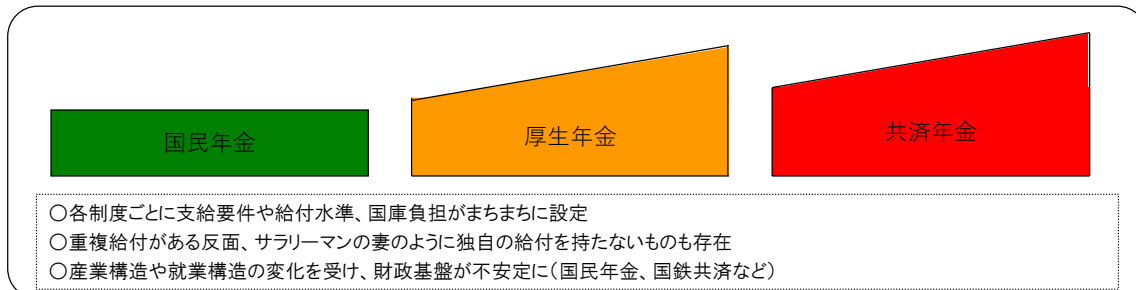 国民年金
厚生年金
共済年金
○各制度ごとに支給要件や給付水準、国庫負担がまちまちに設定
○重複給付がある反面、サラリーマンの妻のように独自の給付を持たないものも存在
○産業構造や就業構造の変化を受け、財政基盤が不安定に(国民年金、国鉄共済など)